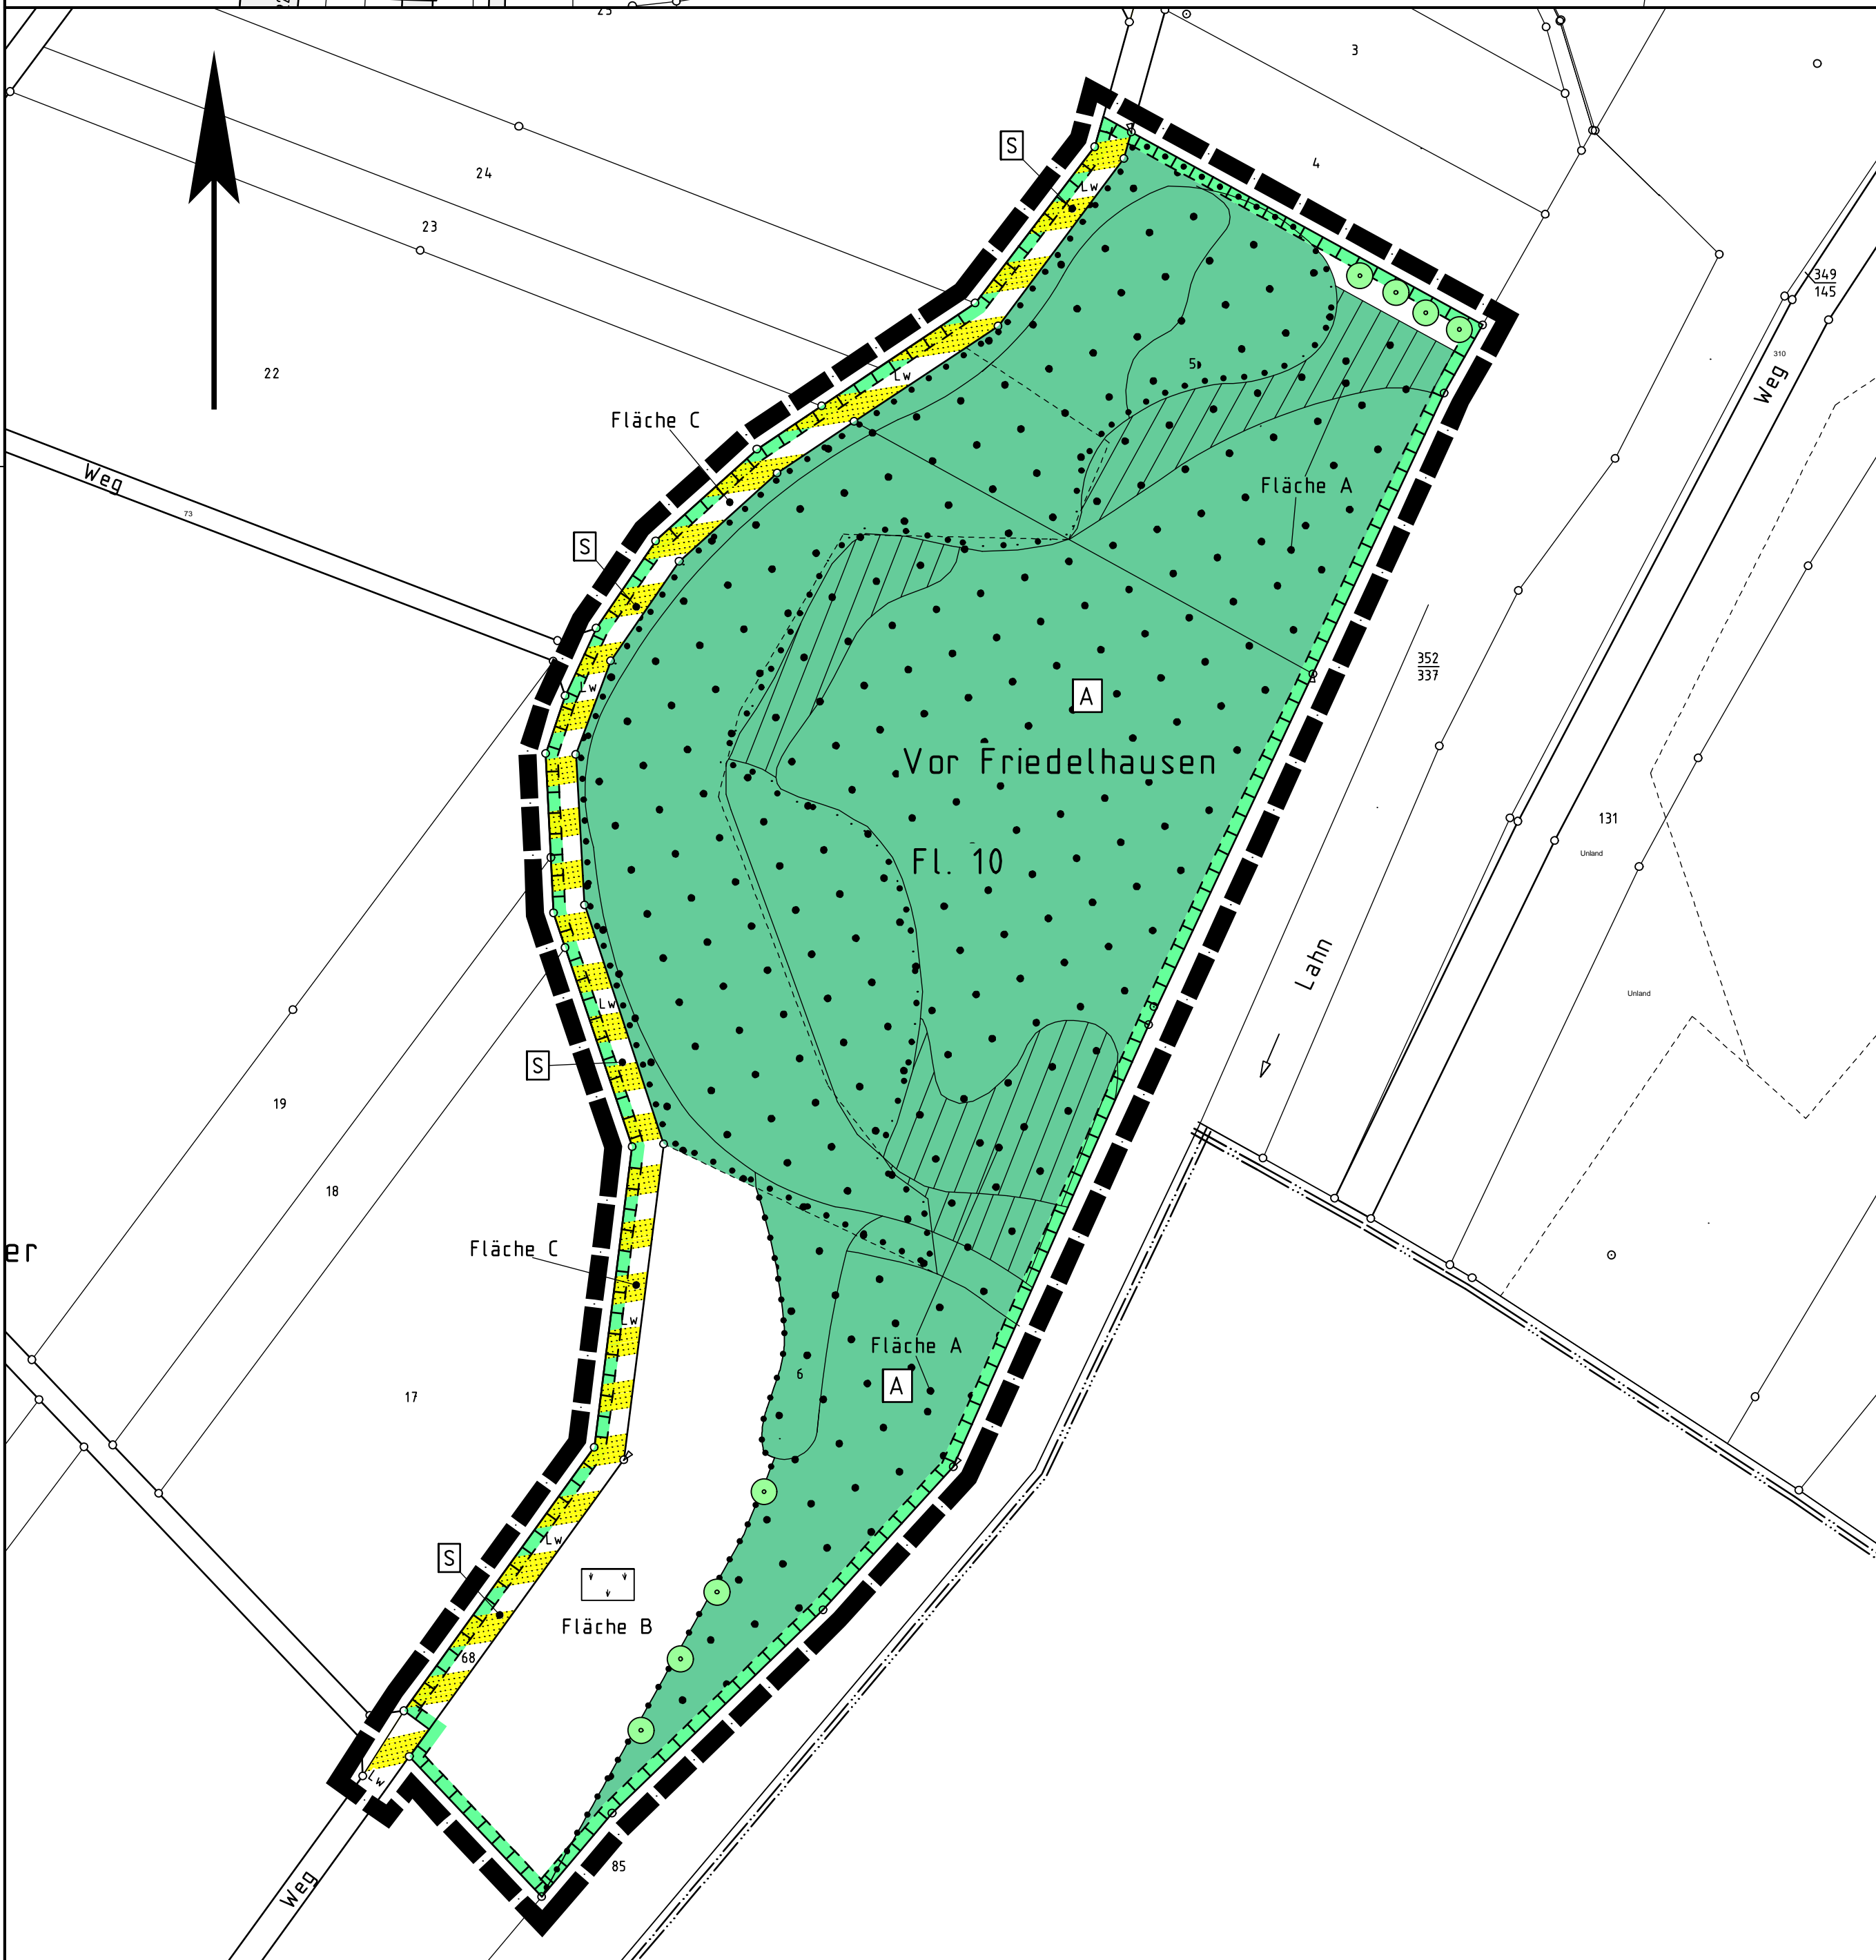 25
3
4
24
S
Lw
23
349
145
310
Weg
5
22
Lw
Fläche C
Weg
Fläche A
73
S
352
337
A
Lw
Vor Friedelhausen
131
Unland
Fl. 10
Lahn
Unland
Lw
S
19
18
Fläche C
er
Lw
Fläche A
6
A
17
Lw
S
Fläche B
68
Lw
85
Weg